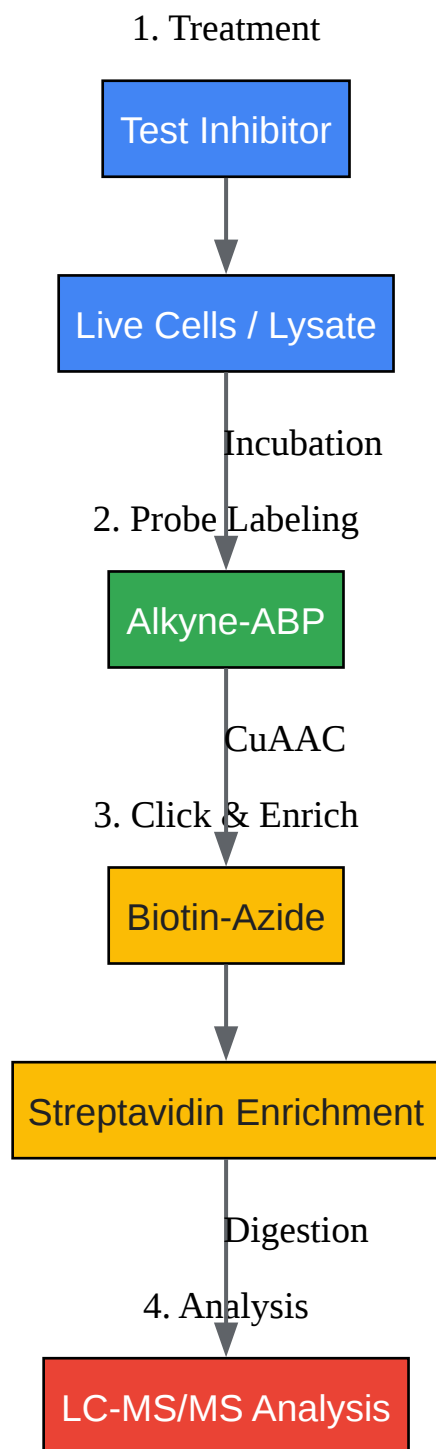 1. Treatment
Test Inhibitor
Live Cells / Lysate
Incubation
2. Probe Labeling
Alkyne-ABP
CuAAC
3. Click & Enrich
Biotin-Azide
Streptavidin Enrichment
Digestion
4. Analysis
LC-MS/MS Analysis